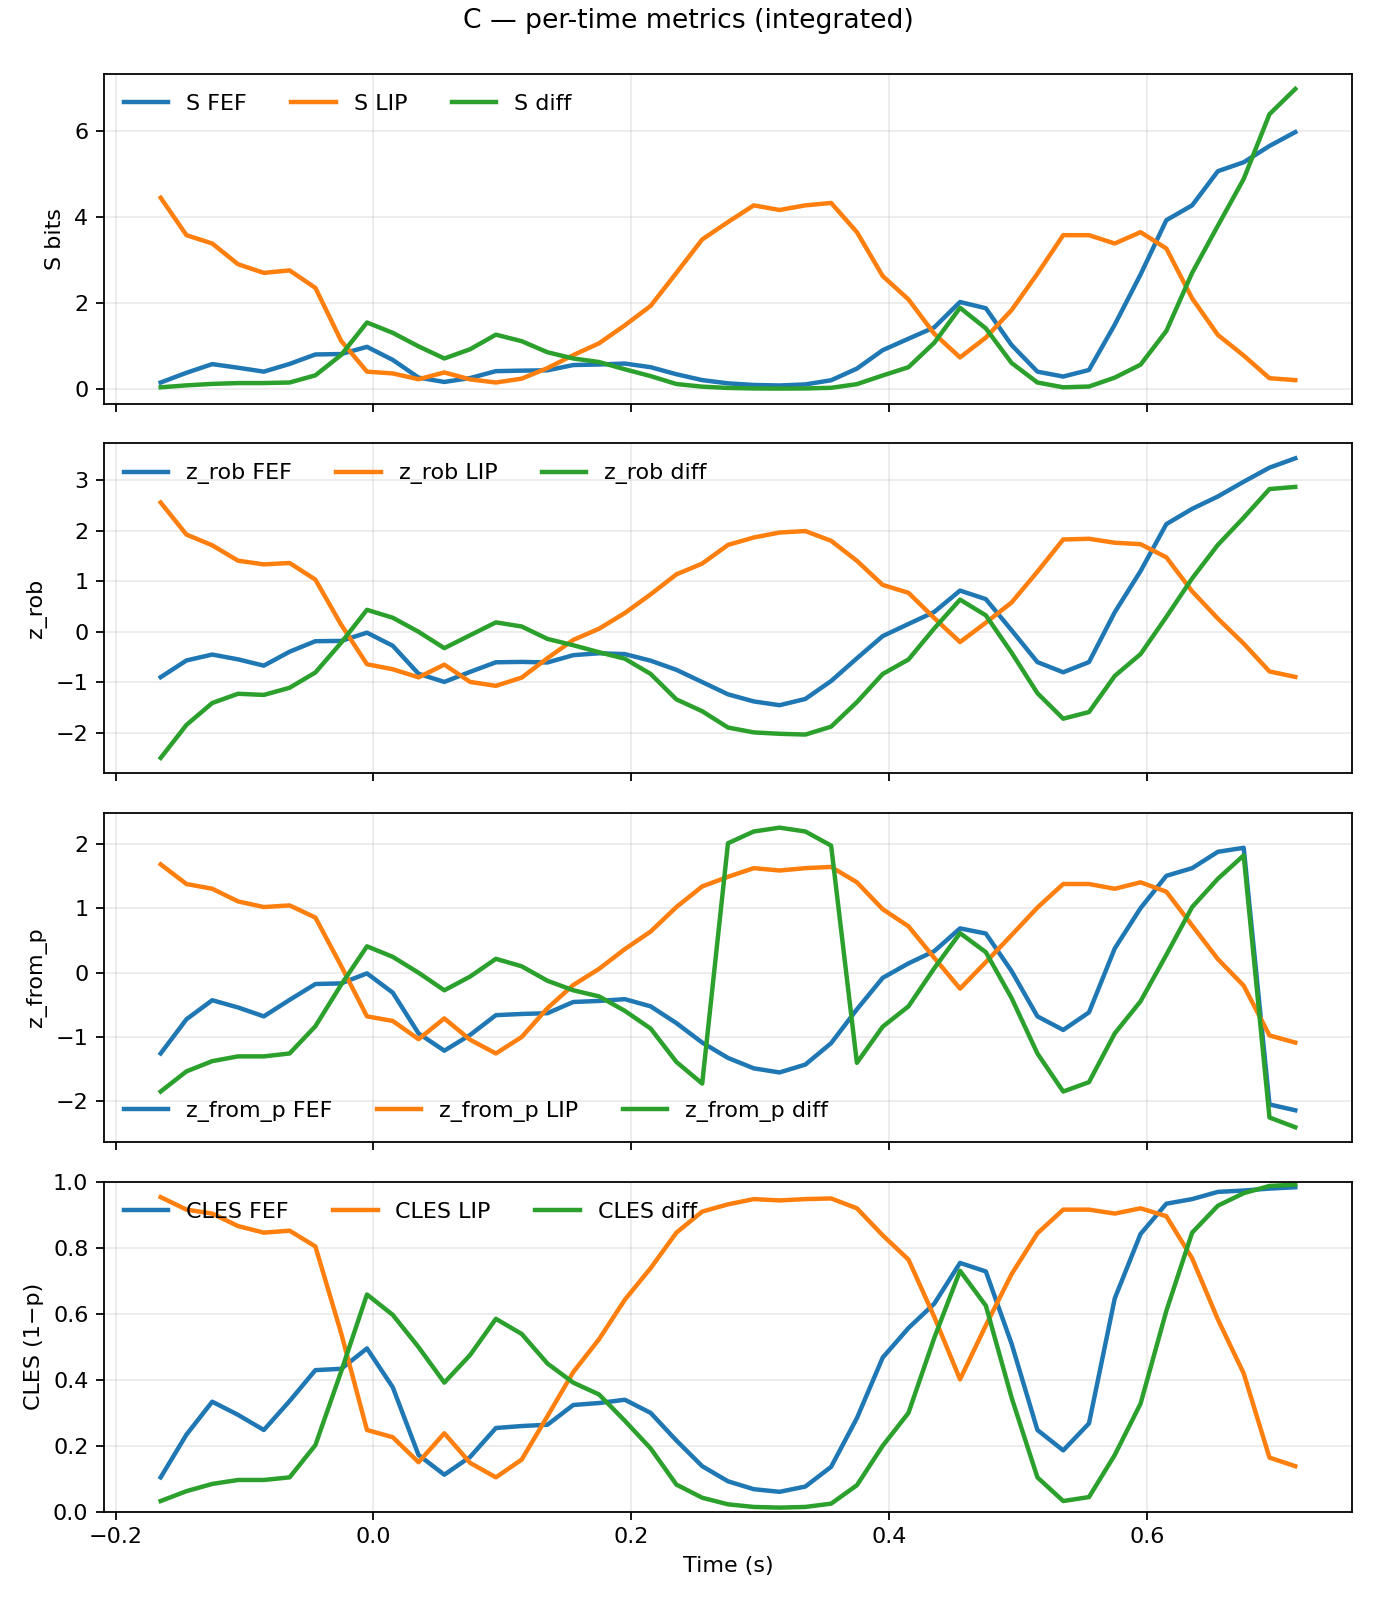 C — per-time metrics (integrated)
S FEF S LIP S diff
6
4
2
0
S bits
z_rob FEF z_rob LIP z_rob diff
3
2
1
0
−1
−2
z_rob
2
1
0
−1
−2
z_from_p
z_from_p FEF z_from_p LIP z_from_p diff
1.0
CLES FEF CLES LIP CLES diff
0.8
0.6
0.4
0.2
0.0
CLES (1−p)
−0.2 0.0 0.2 0.4 0.6
Time (s)